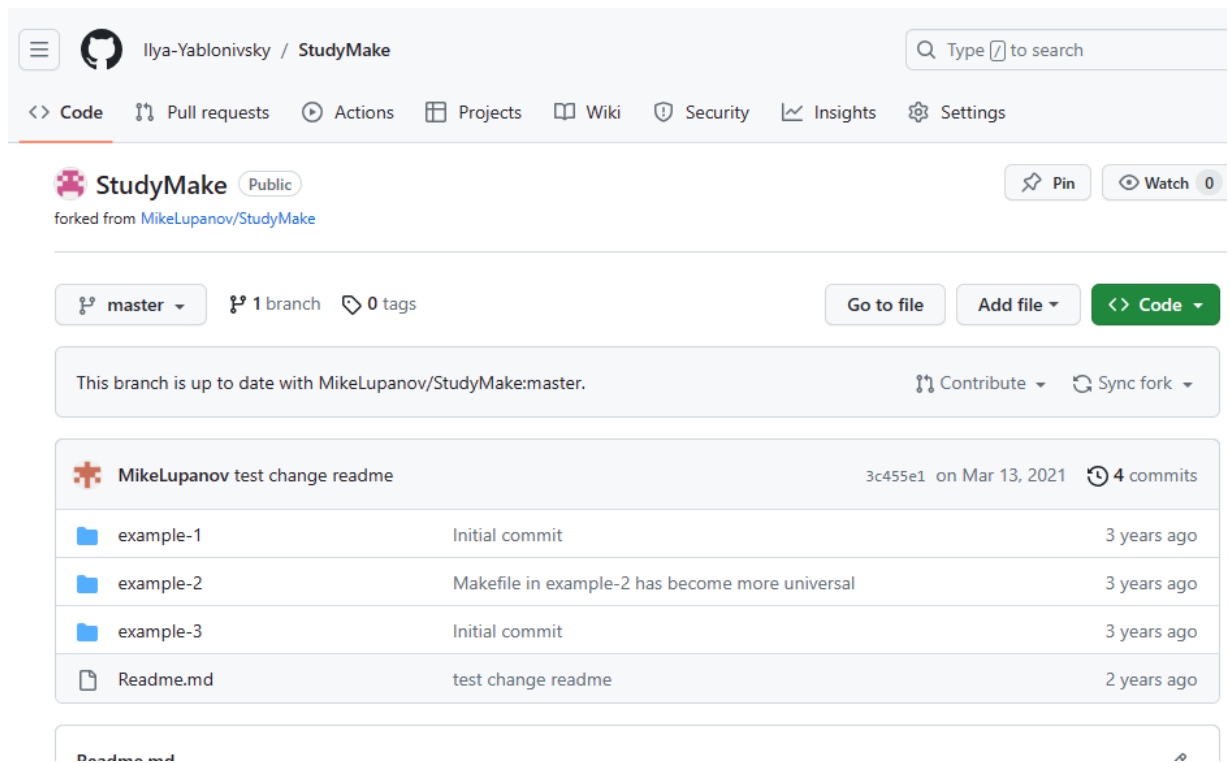 Ilya-Yablonivsky / StudyMake Type / to search
Code Pull requests Actions Projects Wiki Security Insights Settings
StudyMake Public Pin Watch 0
forked from MikeLupanov/StudyMake
master 1 branch 0 tags Go to file Add file Code
This branch is up to date with MikeLupanov/StudyMake:master. Contribute Sync fork
MikeLupanov test change readme 3c455e1 on Mar 13, 2021 4 commits
example-1 Initial commit 3 years ago
example-2 Makefile in example-2 has become more universal 3 years ago
example-3 Initial commit 3 years ago
Readme.md test change readme 2 years ago
Readme.md